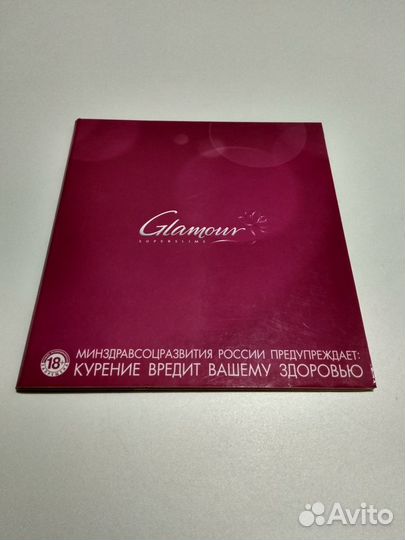 Glamour
SUPERSLIMS
18+
МИНЗДРАВСОЦРАЗВИТИЯ РОССИИ ПРЕДУПРЕЖДАЕТ:
КУРЕНИЕ ВРЕДИТ ВАШЕМУ ЗДОРОВЬЮ
Avito